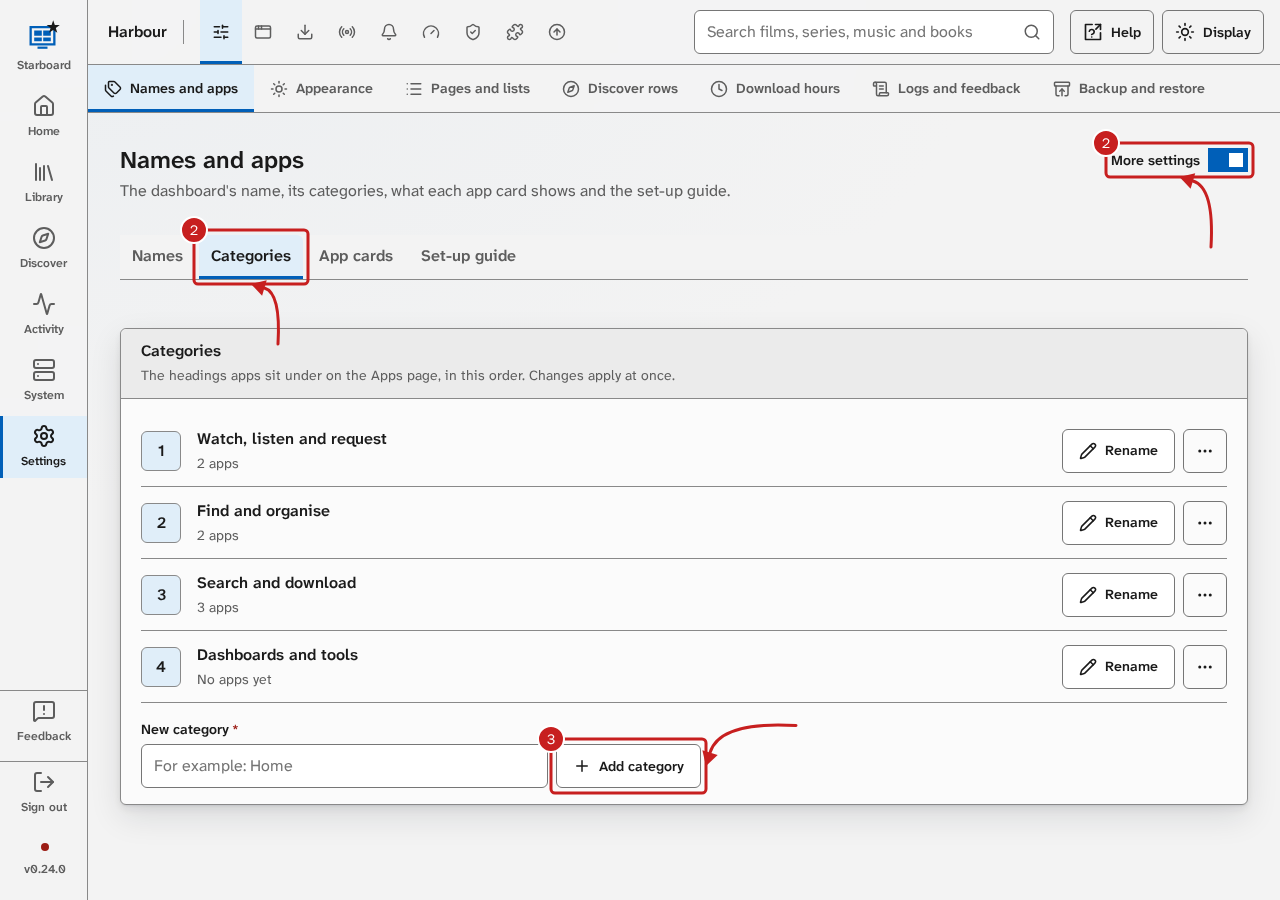 Starboard
Home
Library
Discover
Activity
System
Settings
Feedback
Sign out
v0.24.0
Harbour
Search films, series, music and books
Help
Display
Names and apps
Appearance
Pages and lists
Discover rows
Download hours
Logs and feedback
Backup and restore
Names and apps
The dashboard's name, its categories, what each app card shows and the set-up guide.
2
More settings
2
Names
Categories
App cards
Set-up guide
Categories
The headings apps sit under on the Apps page, in this order. Changes apply at once.
1
Watch, listen and request
2 apps
Rename
2
Find and organise
2 apps
Rename
3
Search and download
3 apps
Rename
4
Dashboards and tools
No apps yet
Rename
New category *
For example: Home
3
Add category